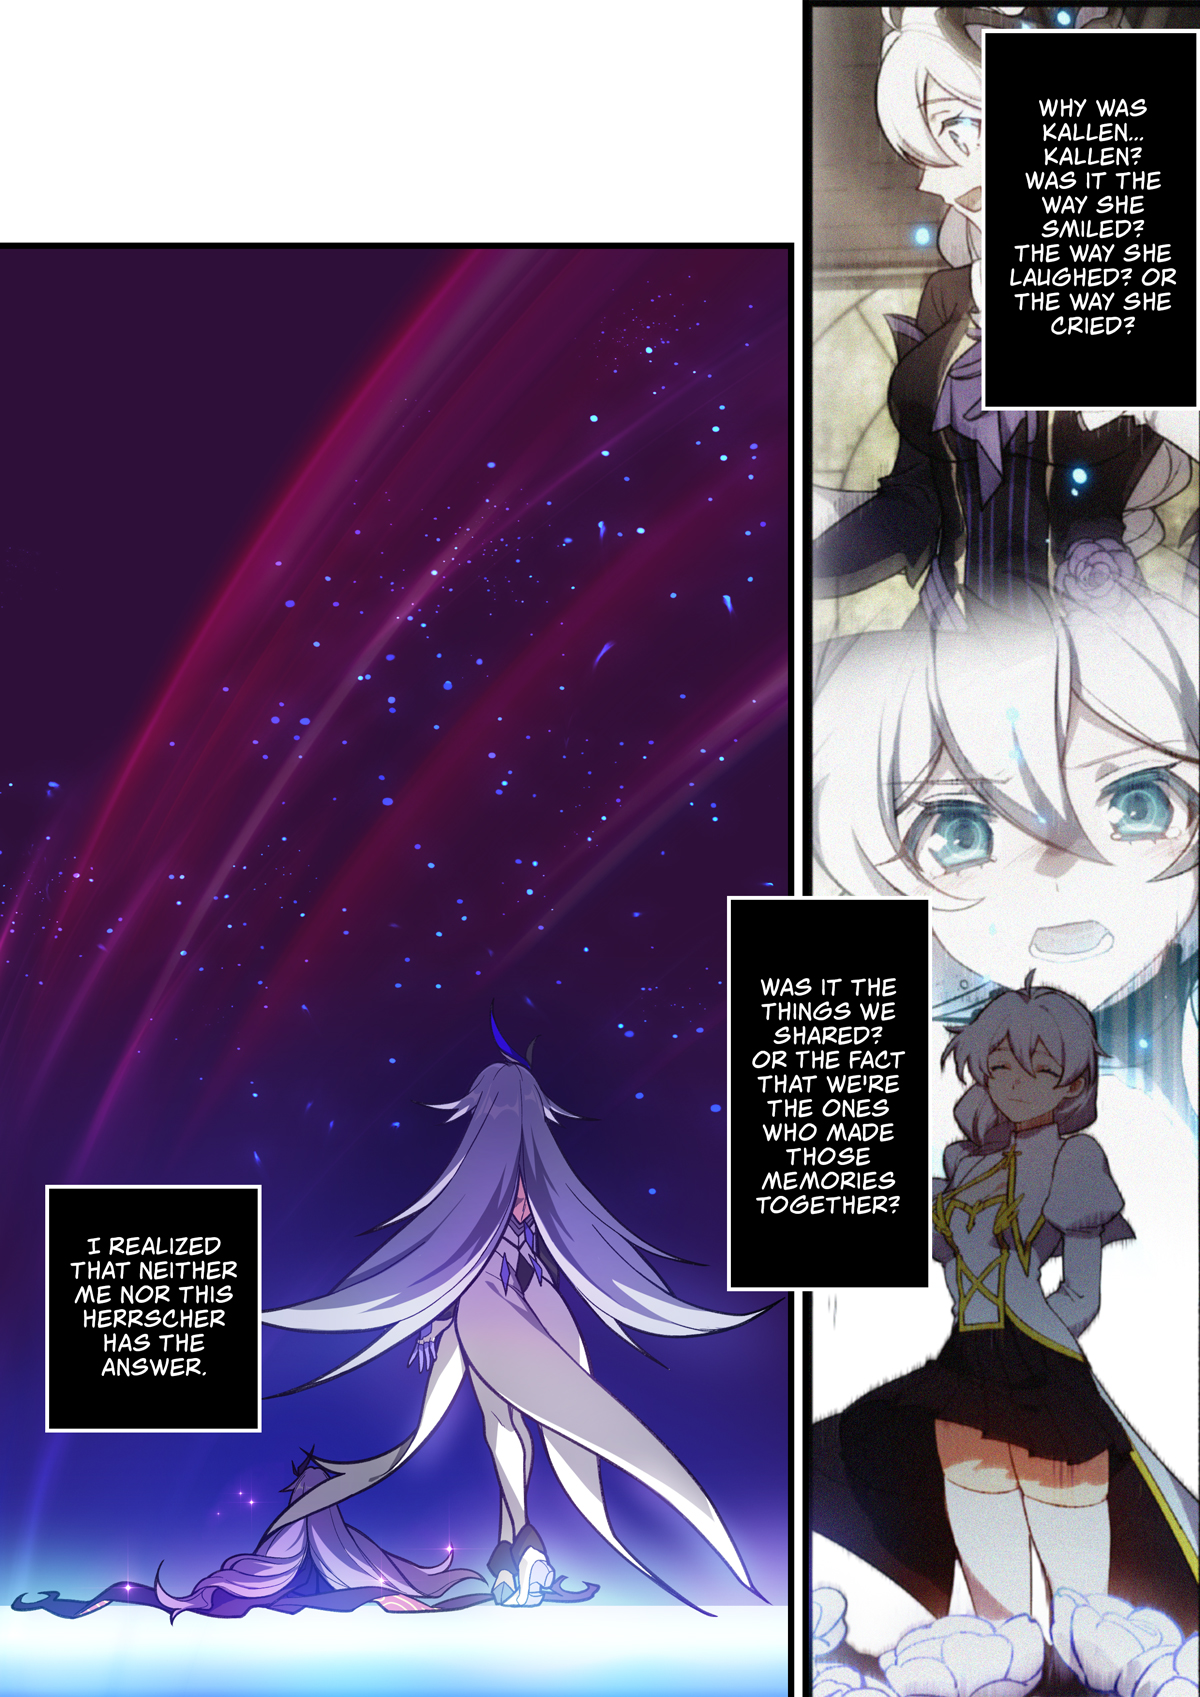 WHY WAS
KALLEN...
KALLEN?
WAS IT THE
WAY SHE
SMILED?
THE WAY SHE
LAUGHED? OR
THE WAY SHE
CRIED?
WAS IT THE
THINGS WE
SHARED?
OR THE FACT
THAT WE'RE
THE ONES
WHO MADE
THOSE
MEMORIES
TOGETHER?
I REALIZED
THAT NEITHER
ME NOR THIS
HERRSCHER
HAS THE
ANSWER.